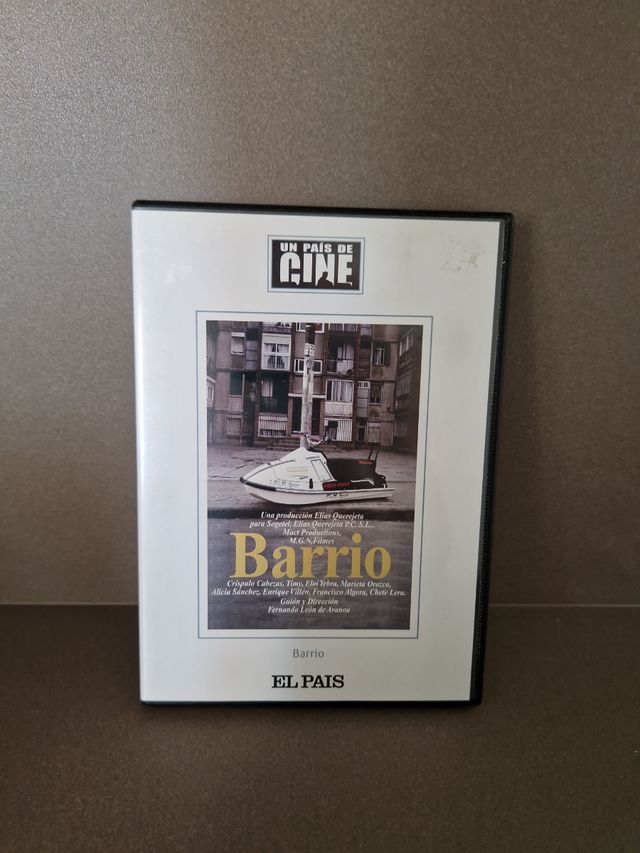 UN PAÍS DE
CINE
Una producción Elías Querejeta
para Sogetel, Elías Querejeta P.C. S.L.,
Mact Productions,
M.G.N. Filmes
Barrio
Críspulo Cabezas, Timy, Eloi Yebra, Marieta Orozco,
Alicia Sánchez, Enrique Villén, Francisco Algora, Chete Lera.
Guión y Dirección
Fernando León de Aranoa
Barrio
EL PAIS